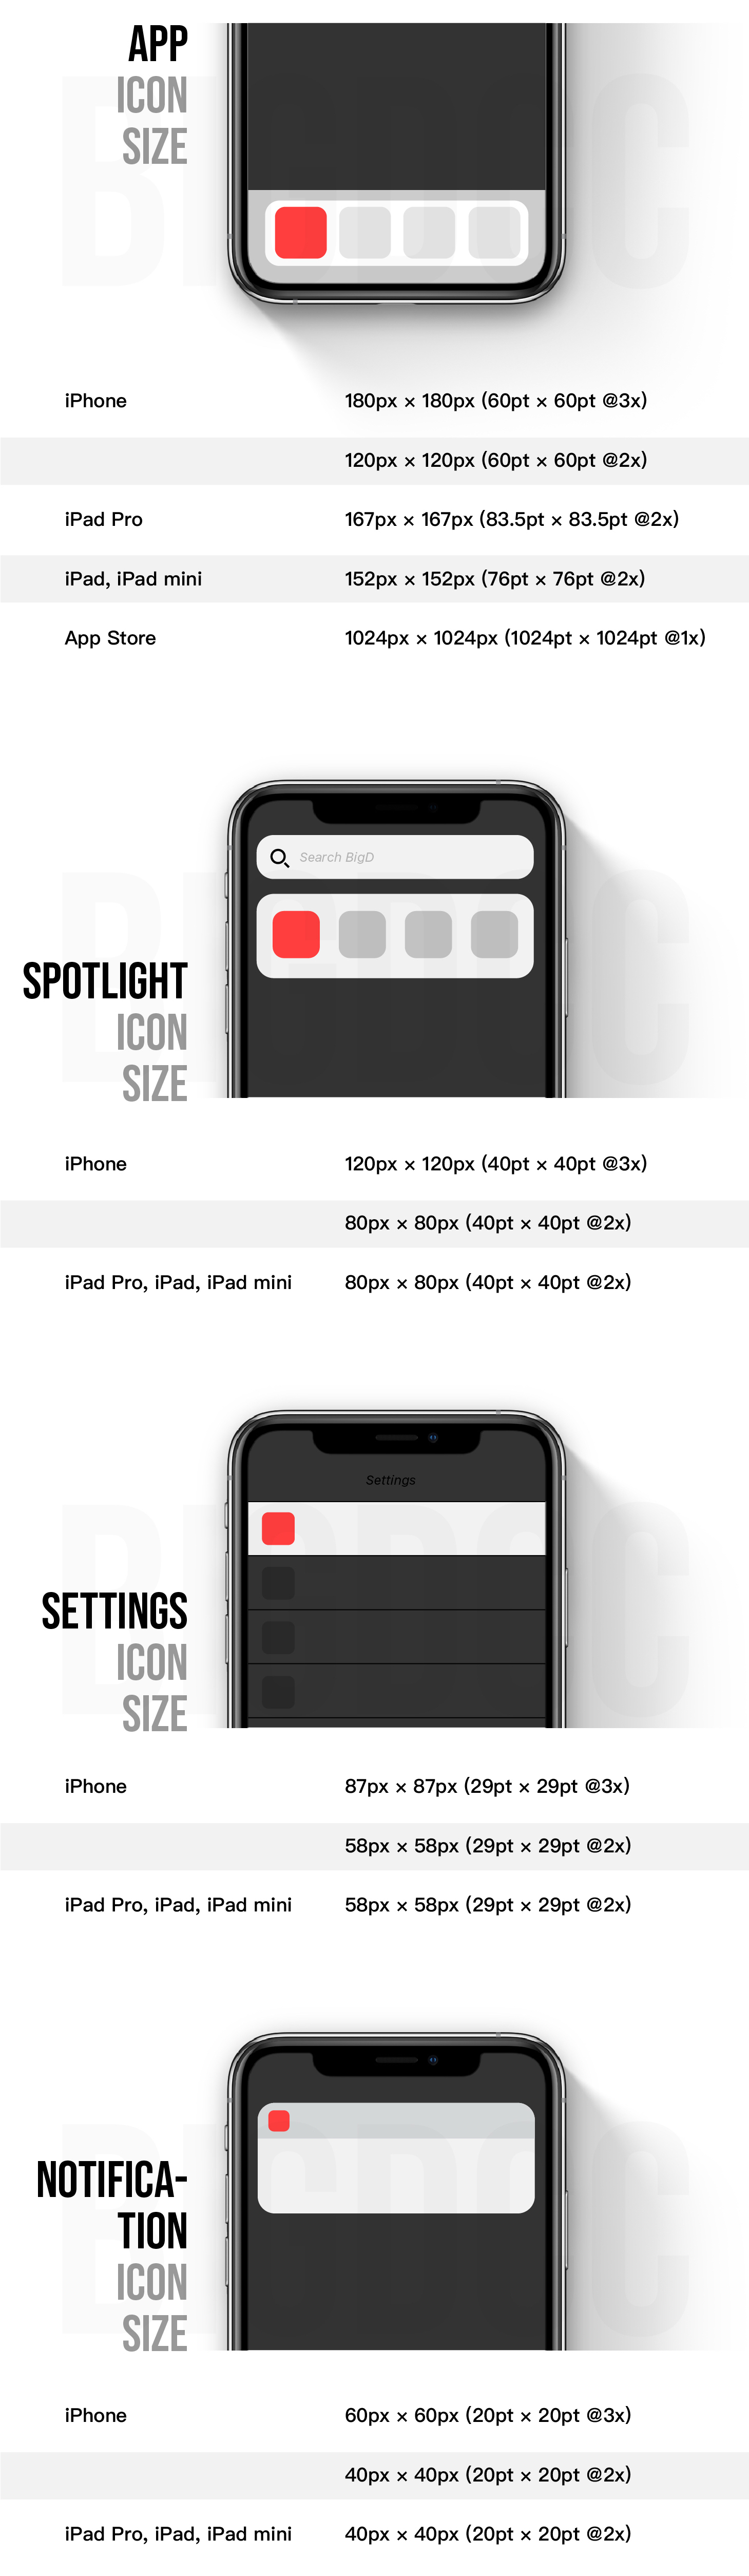 APP
ICON
SIZE
BIGDOC
iPhone 180px × 180px (60pt × 60pt @3x)
120px × 120px (60pt × 60pt @2x)
iPad Pro 167px × 167px (83.5pt × 83.5pt @2x)
iPad, iPad mini 152px × 152px (76pt × 76pt @2x)
App Store 1024px × 1024px (1024pt × 1024pt @1x)
Search BigD
SPOTLIGHT
ICON
SIZE
BIGDOC
iPhone 120px × 120px (40pt × 40pt @3x)
80px × 80px (40pt × 40pt @2x)
iPad Pro, iPad, iPad mini 80px × 80px (40pt × 40pt @2x)
Settings
SETTINGS
ICON
SIZE
BIGDOC
iPhone 87px × 87px (29pt × 29pt @3x)
58px × 58px (29pt × 29pt @2x)
iPad Pro, iPad, iPad mini 58px × 58px (29pt × 29pt @2x)
NOTIFICA-
TION
ICON
SIZE
BIGDOC
iPhone 60px × 60px (20pt × 20pt @3x)
40px × 40px (20pt × 20pt @2x)
iPad Pro, iPad, iPad mini 40px × 40px (20pt × 20pt @2x)